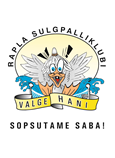 RAPLA SULGPALLIKLUBI
VALGE HANI
SOPSUTAME SABA!